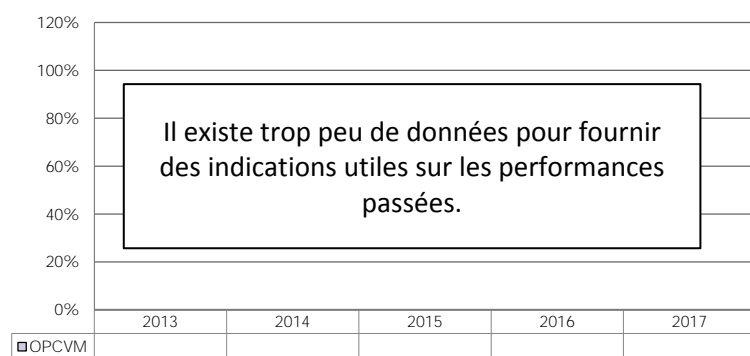 120%
100%
80%
60%
40%
20%
0%
Il existe trop peu de données pour fournir
des indications utiles sur les performances
passées.
2013 2014 2015 2016 2017
OPCVM